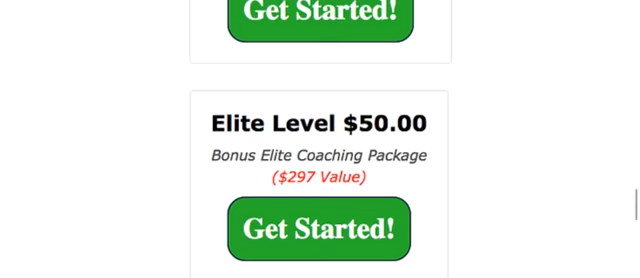 Get Started!
Elite Level $50.00
Bonus Elite Coaching Package
($297 Value)
Get Started!